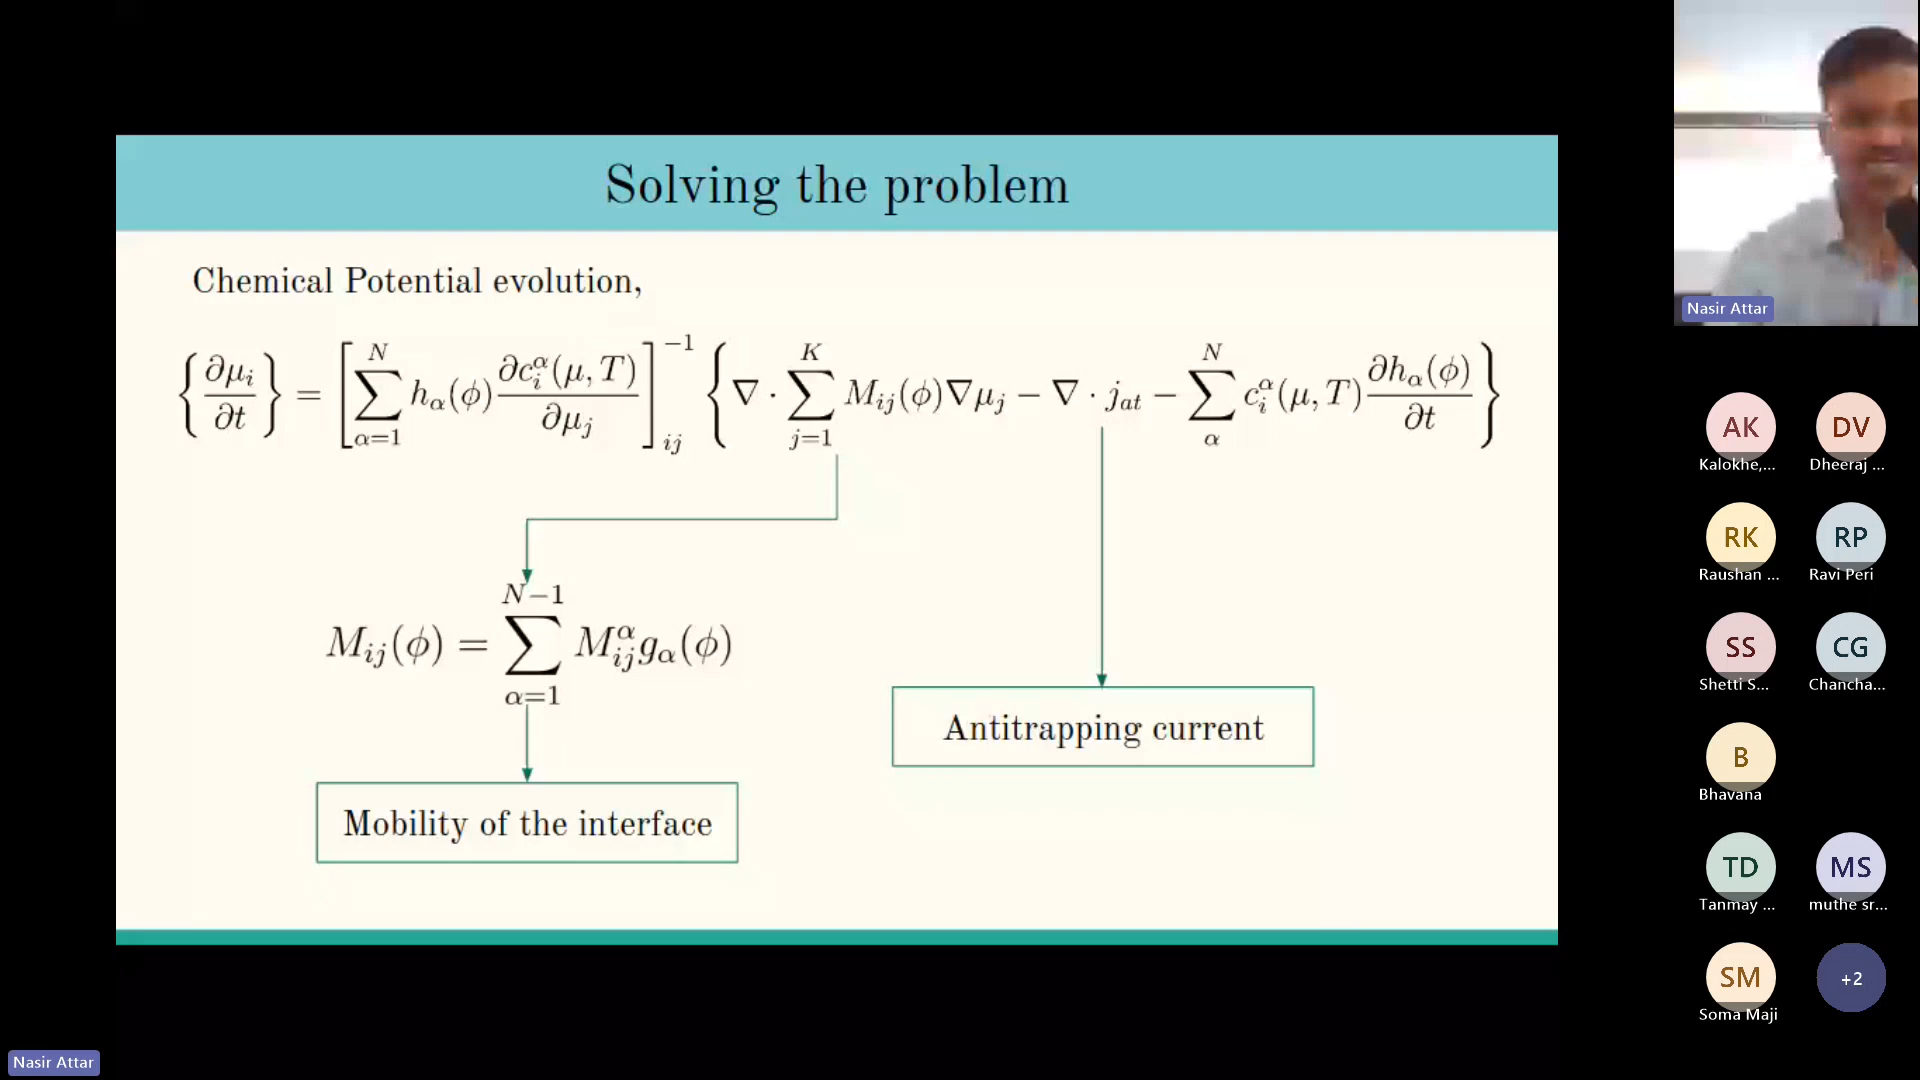 Solving the problem
Chemical Potential evolution,
{∂μ_i/∂t} = [∑_{α=1}^{N} h_α(ϕ) ∂c_i^α(μ, T)/∂μ_j]_{ij}^{−1} {∇ · ∑_{j=1}^{K} M_{ij}(ϕ)∇μ_j − ∇ · j_{at} − ∑_α^N c_i^α(μ, T) ∂h_α(ϕ)/∂t}
M_{ij}(ϕ) = ∑_{α=1}^{N−1} M_{ij}^α g_α(ϕ)
Antitrapping current
Mobility of the interface
Nasir Attar
AK
Kalokhe,...
DV
Dheeraj ...
RK
Raushan ...
RP
Ravi Peri
SS
Shetti S...
CG
Chancha...
B
Bhavana
TD
Tanmay ...
MS
muthe sr...
SM
Soma Maji
+2
Nasir Attar